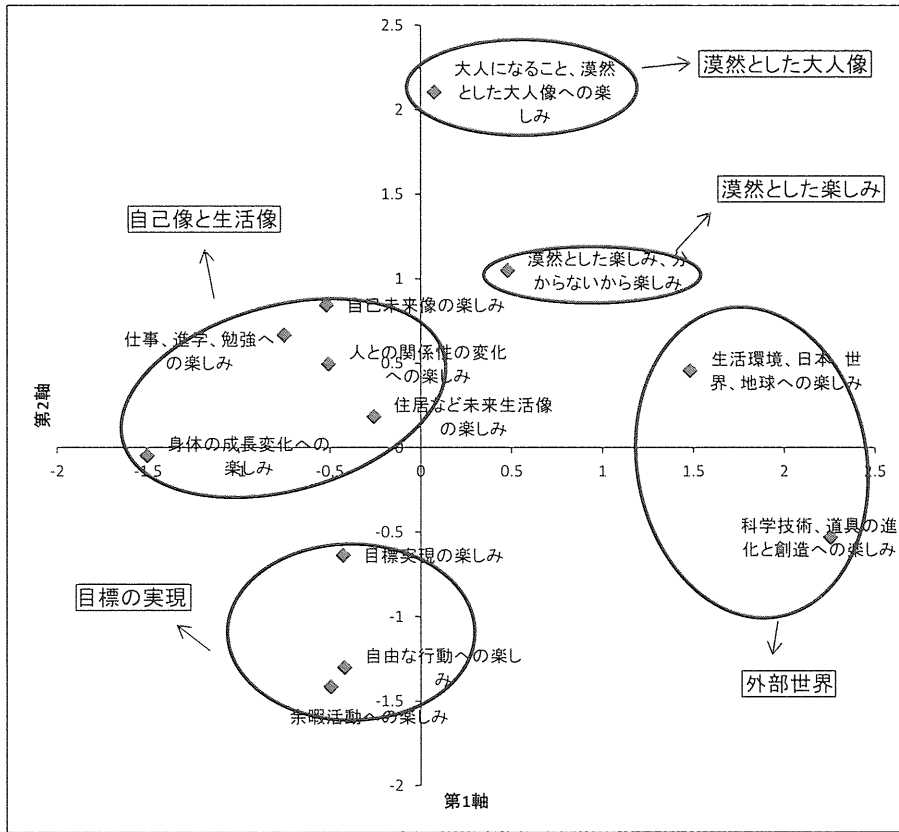 2.5
漠然とした大人像
大人になること、漠然
とした大人像への楽
しみ
2
1.5
漠然とした楽しみ
自己像と生活像
1
漠然とした楽しみ、分
からないから楽しみ
自己未来像の楽しみ
仕事、進学、勉強へ
の楽しみ
人との関係性の変化
への楽しみ
0.5
生活環境、日本、世
界、地球への楽しみ
住居など未来生活像
の楽しみ
第2軸
身体の成長変化への
楽しみ
0
-2
-1.5
-1
-0.5
0
0.5
1
1.5
2
2.5
科学技術、道具の進
化と創造への楽しみ
-0.5
目標実現の楽しみ
目標の実現
-1
自由な行動への楽し
み
外部世界
-1.5
余暇活動への楽しみ
-2
第1軸